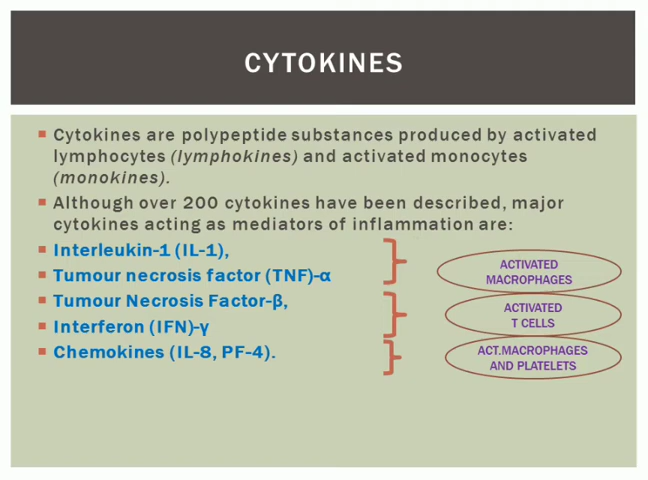 CYTOKINES
▪ Cytokines are polypeptide substances produced by activated
lymphocytes (lymphokines) and activated monocytes
(monokines).
▪ Although over 200 cytokines have been described, major
cytokines acting as mediators of inflammation are:
▪ Interleukin-1 (IL-1),
▪ Tumour necrosis factor (TNF)-α
▪ Tumour Necrosis Factor-β,
▪ Interferon (IFN)-γ
▪ Chemokines (IL-8, PF-4).
ACTIVATED
MACROPHAGES
ACTIVATED
T CELLS
ACT.MACROPHAGES
AND PLATELETS